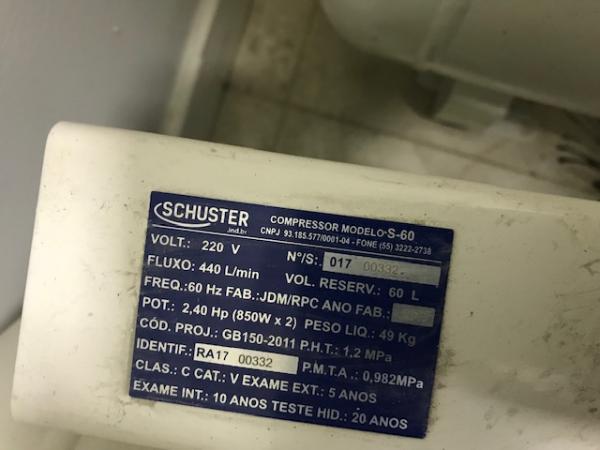 SCHUSTER
.ind.br
COMPRESSOR MODELO S-60
CNPJ 93.185.577/0001-04 - FONE (55) 3222-2738
VOLT.: 220 V N°/S: 017 00332
FLUXO: 440 L/min VOL. RESERV.: 60 L
FREQ.:60 Hz FAB.:JDM/RPC ANO FAB.:
POT.: 2,40 Hp (850W x 2) PESO LIQ.: 49 Kg
CÓD. PROJ.: GB150-2011 P.H.T.: 1,2 MPa
IDENTIF.: RA17 00332 P.M.T.A .: 0,982MPa
CLAS.: C CAT.: V EXAME EXT.: 5 ANOS
EXAME INT.: 10 ANOS TESTE HID.: 20 ANOS